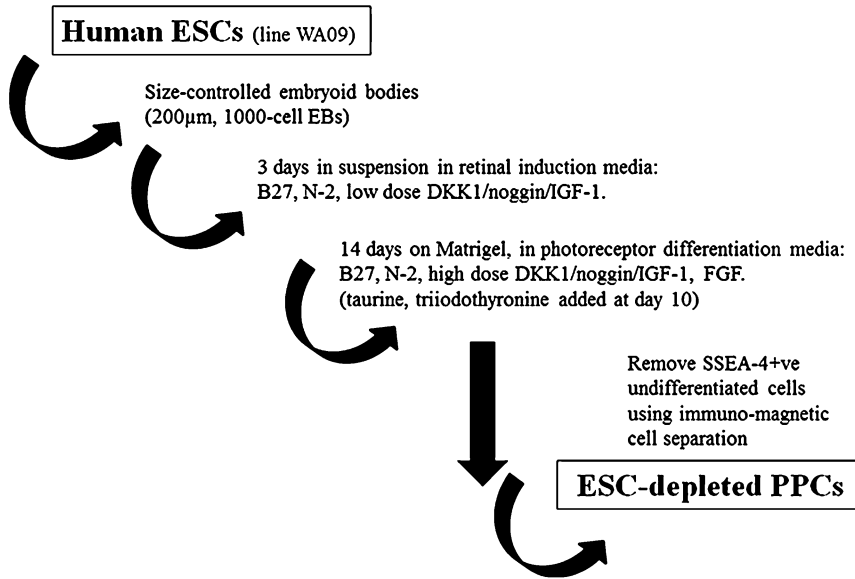 Human ESCs (line WA09)
Size-controlled embryoid bodies
(200µm, 1000-cell EBs)
3 days in suspension in retinal induction media:
B27, N-2, low dose DKK1/noggin/IGF-1.
14 days on Matrigel, in photoreceptor differentiation media:
B27, N-2, high dose DKK1/noggin/IGF-1, FGF.
(taurine, triiodothyronine added at day 10)
Remove SSEA-4+ve
undifferentiated cells
using immuno-magnetic
cell separation
ESC-depleted PPCs